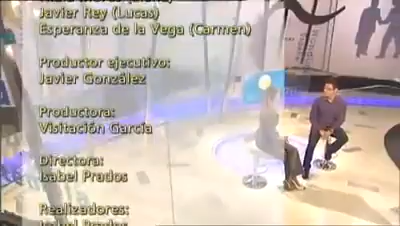 Javier Rey (Lucas)
Esperanza de la Vega (Carmen)
Productor ejecutivo:
Javier González
Productora:
Visitación García
Directora:
Isabel Prados
Realizadores: